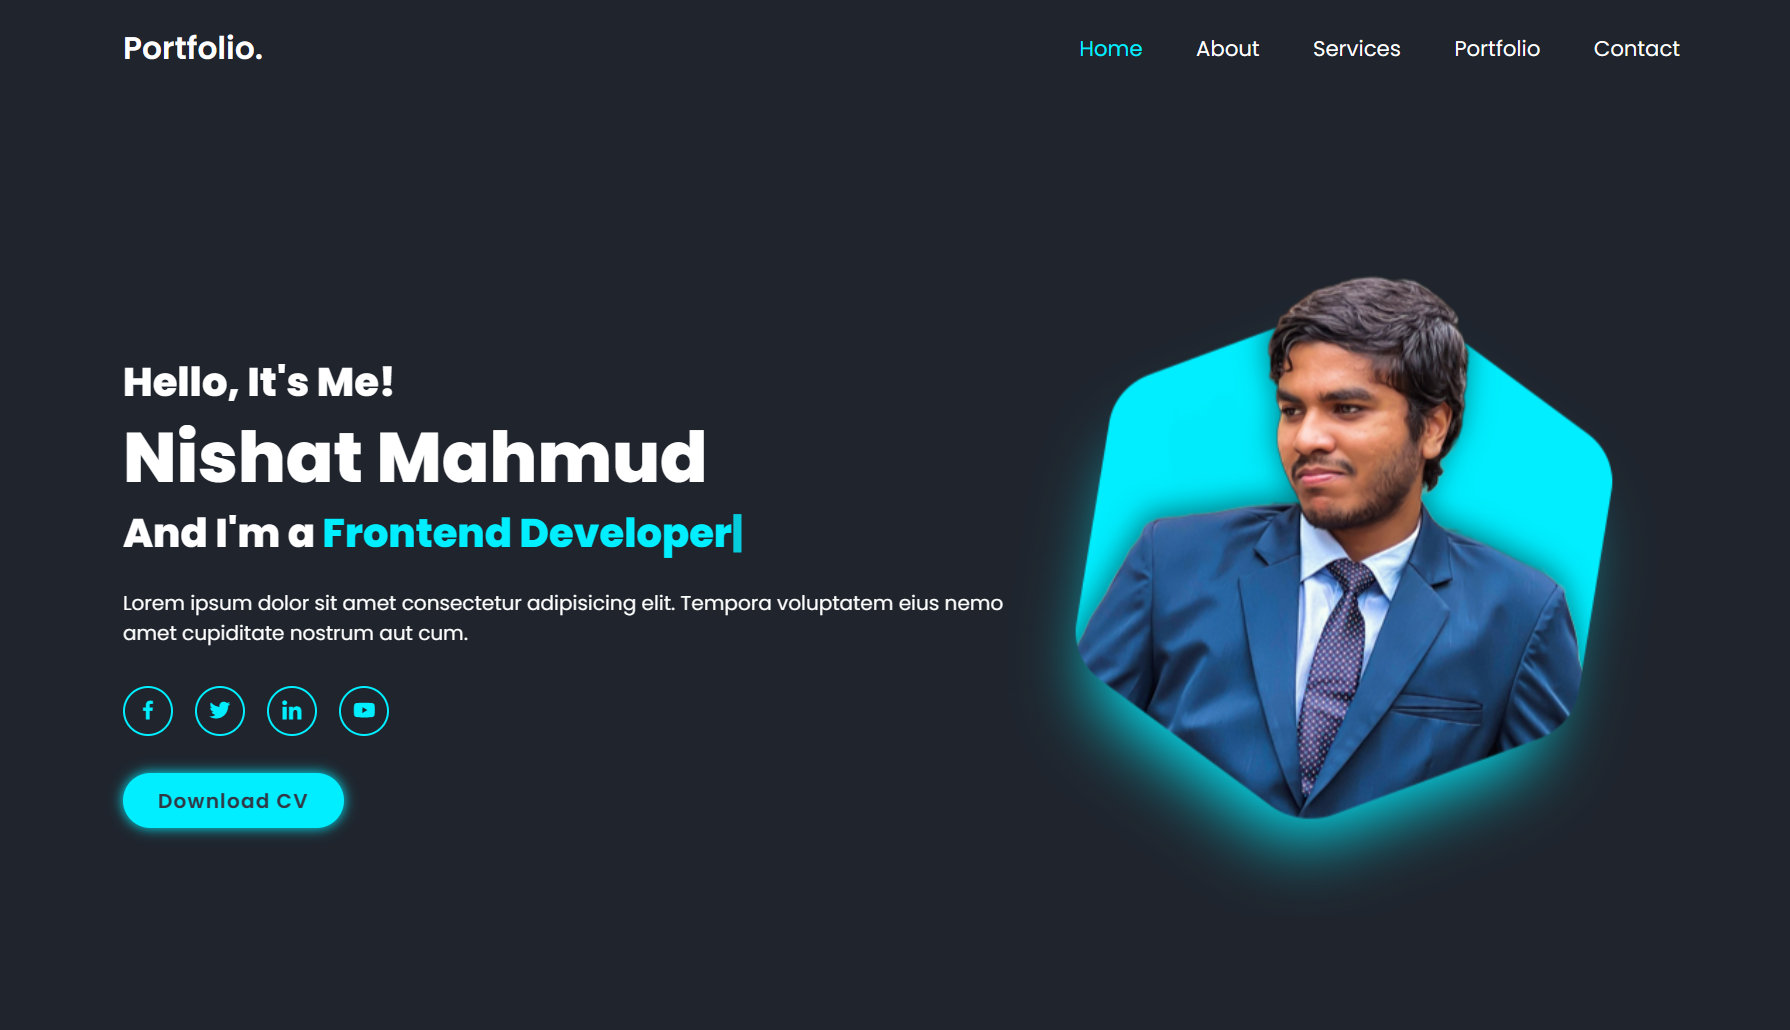 Portfolio.
Home About Services Portfolio Contact
Hello, It's Me!
Nishat Mahmud
And I'm a Frontend Developer|
Lorem ipsum dolor sit amet consectetur adipisicing elit. Tempora voluptatem eius nemo
amet cupiditate nostrum aut cum.
Download CV